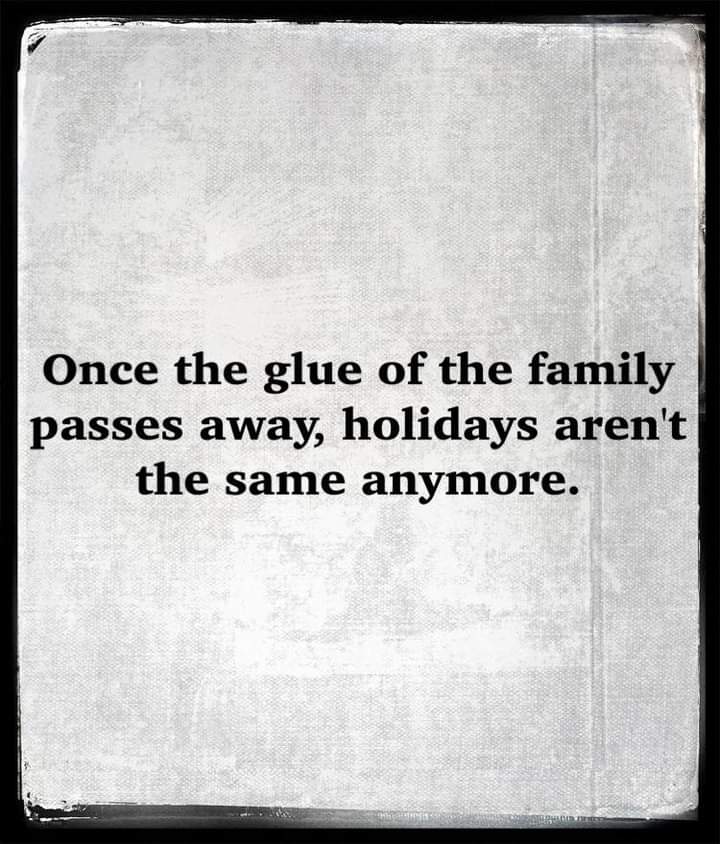 Once the glue of the family
passes away, holidays aren't
the same anymore.